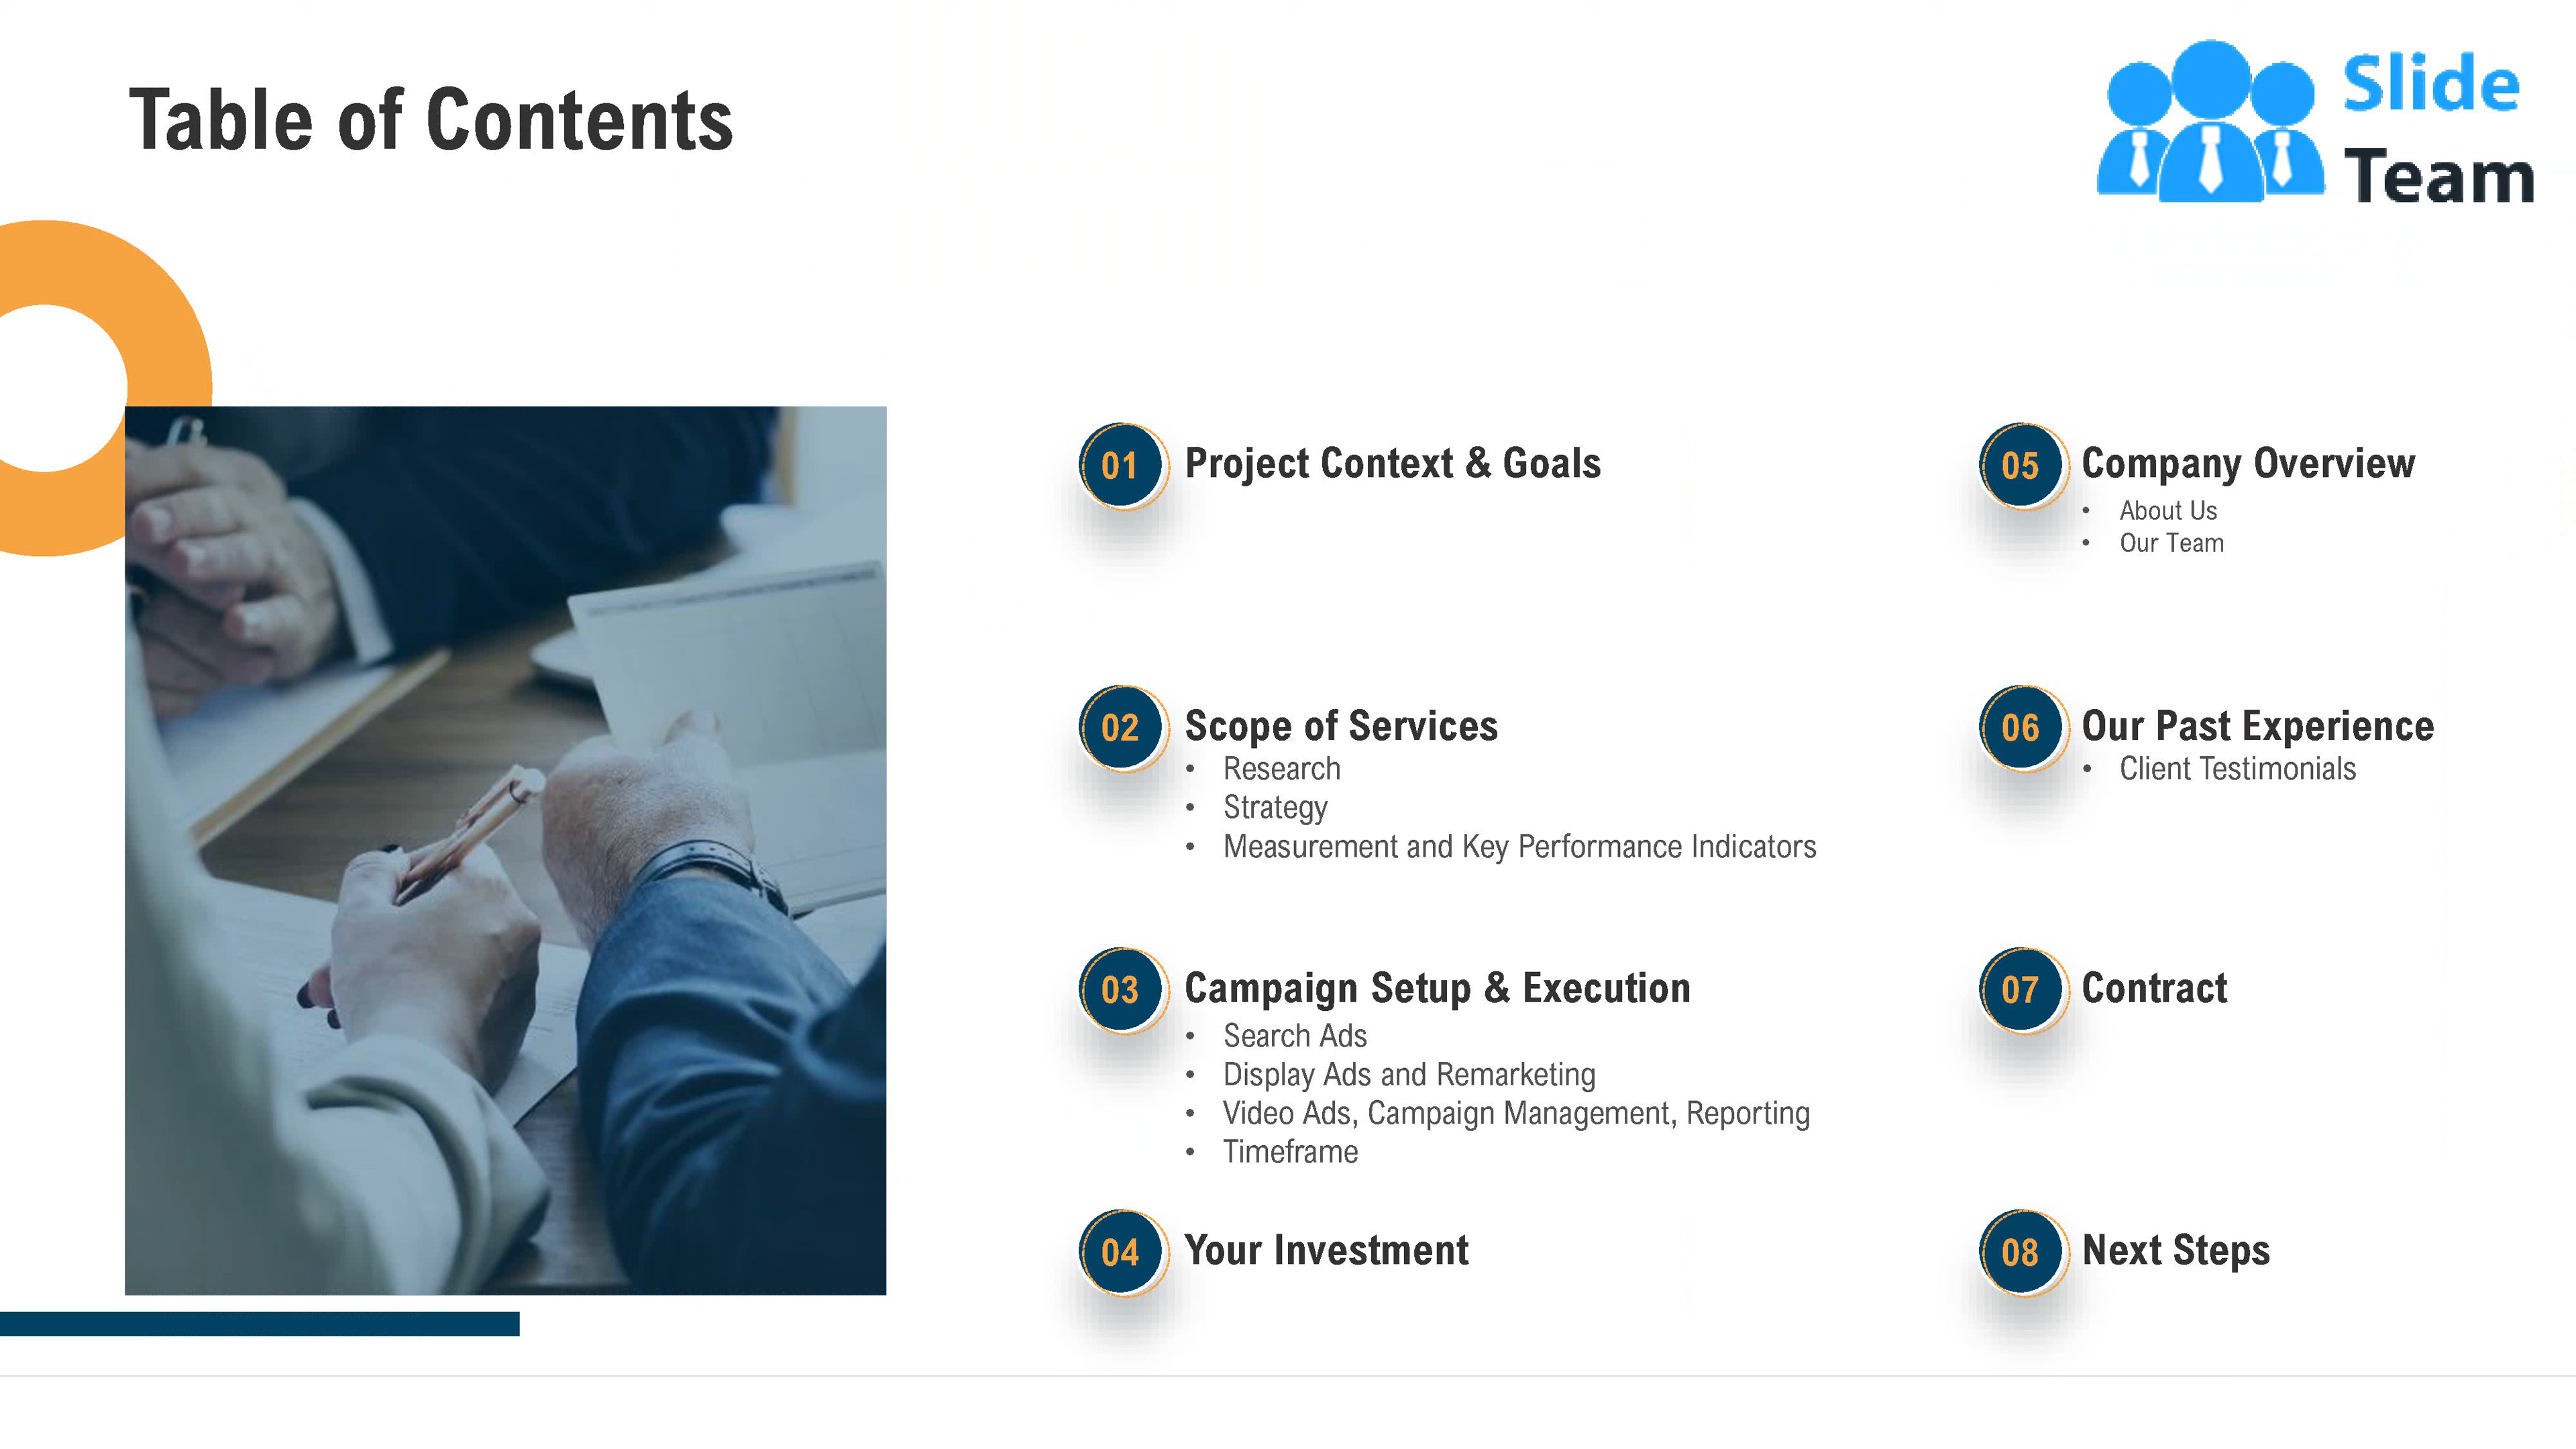 Table of Contents
Slide
Team
01
Project Context & Goals
02
Scope of Services
• Research
• Strategy
• Measurement and Key Performance Indicators
03
Campaign Setup & Execution
• Search Ads
• Display Ads and Remarketing
• Video Ads, Campaign Management, Reporting
• Timeframe
04
Your Investment
05
Company Overview
• About Us
• Our Team
06
Our Past Experience
• Client Testimonials
07
Contract
08
Next Steps